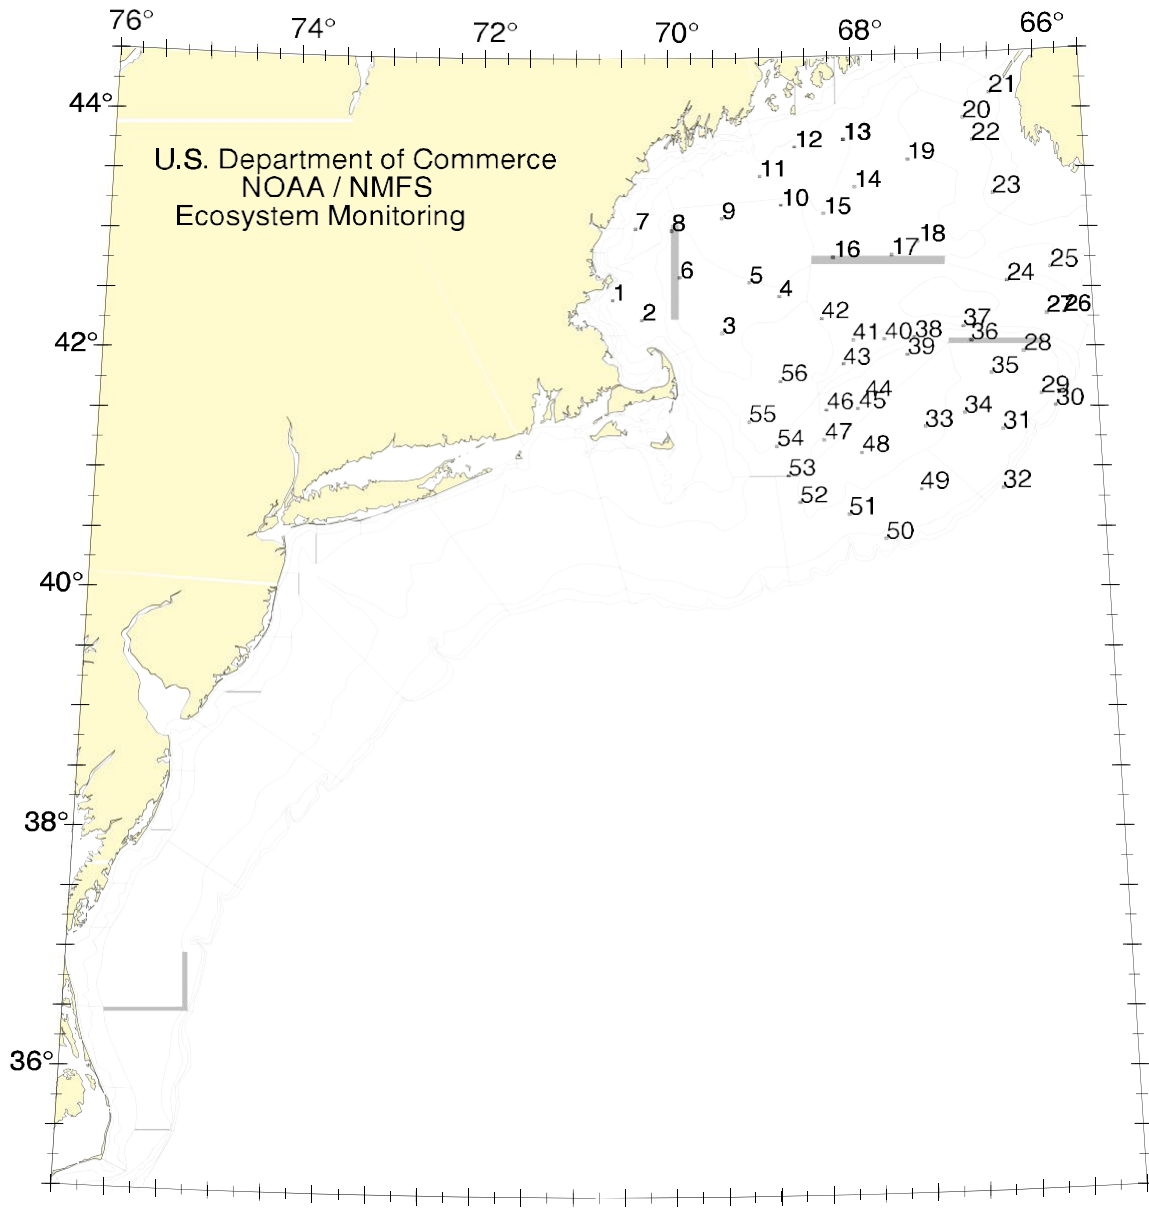 76° 74° 72° 70° 68° 66°
21
44°
20
22
12 13
U.S. Department of Commerce
19
NOAA / NMFS
11 14 23
Ecosystem Monitoring
10 15
7 8 9
16 17 18
6 5 4 24 25
1 2 3
42 27 26
41 40 38 37 36
42°
39 28
43 35
56
44 29
46 45 34 30
55 33 31
54 47 48
53 49 32
52 51
50
40°
38°
36°